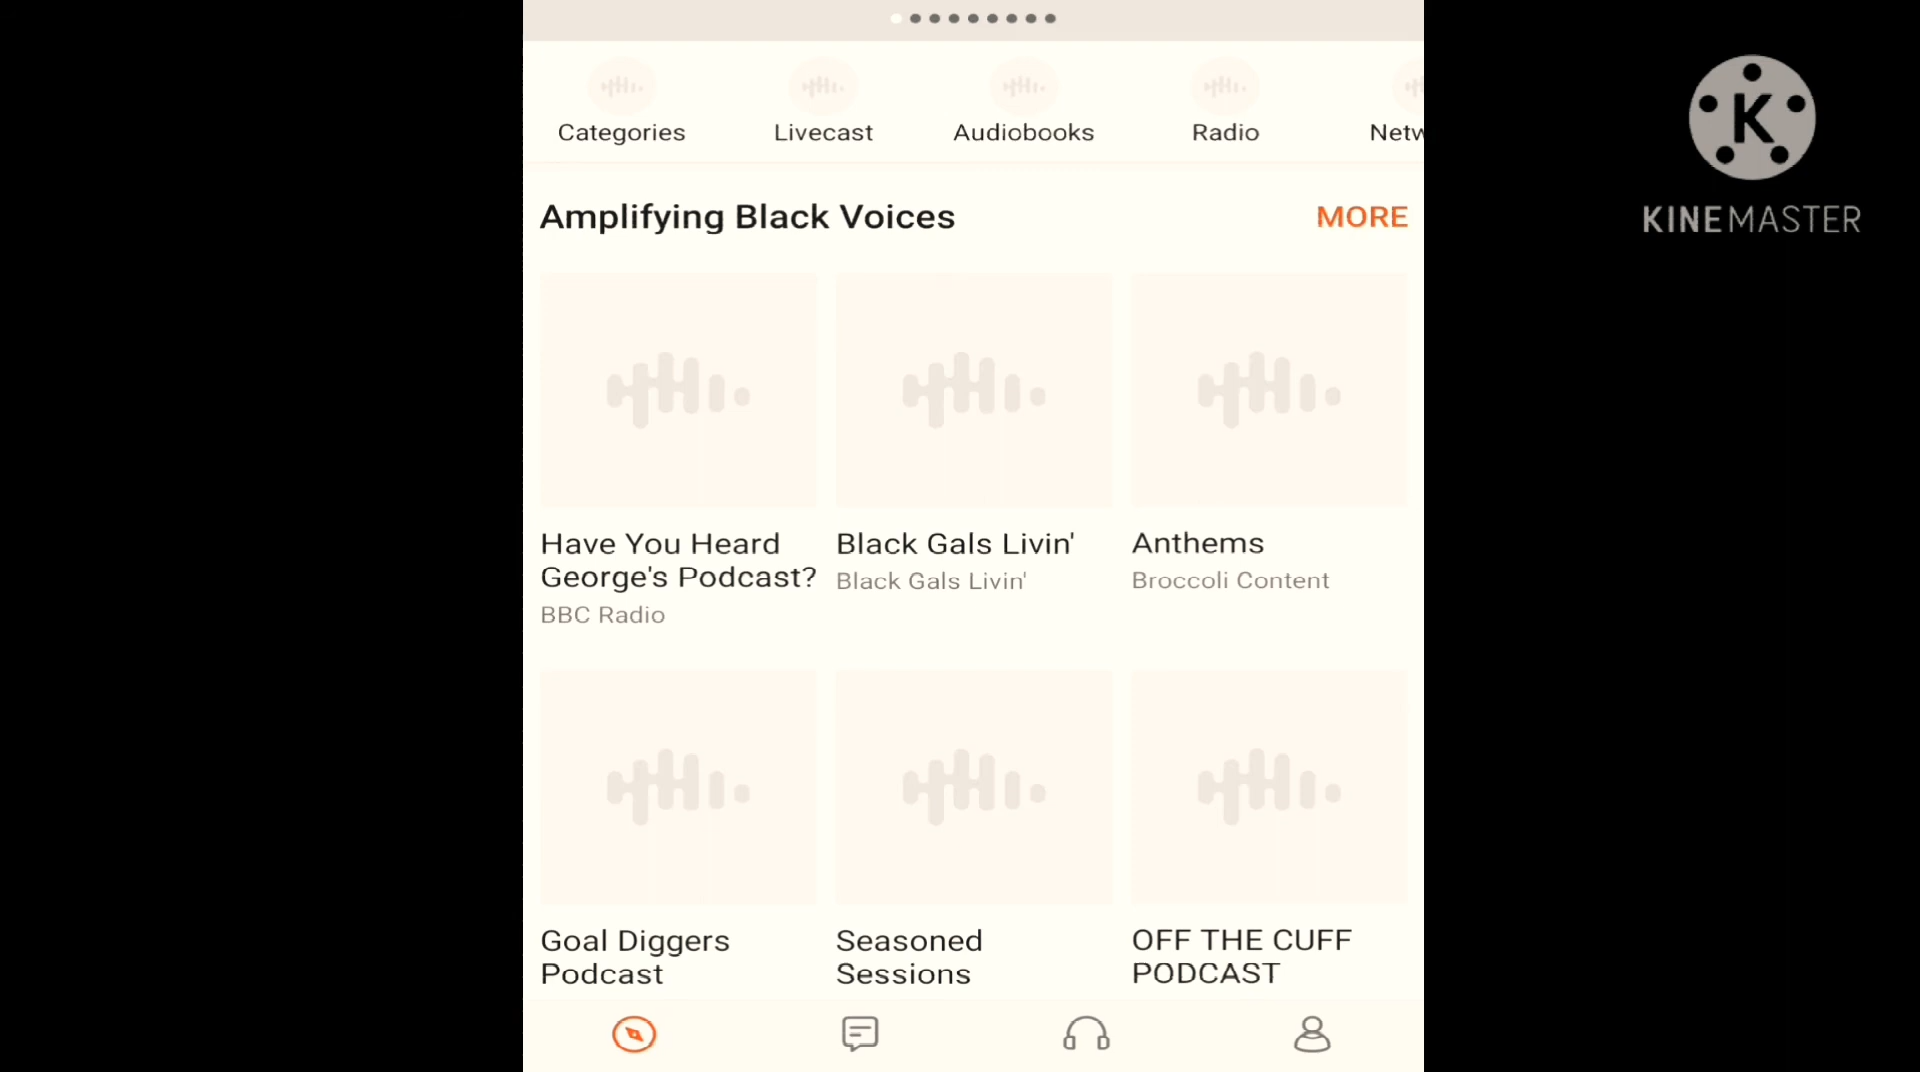 Categories
Livecast
Audiobooks
Radio
Netw
K
KINEMASTER
Amplifying Black Voices
MORE
Have You Heard
George's Podcast?
BBC Radio
Black Gals Livin'
Black Gals Livin'
Anthems
Broccoli Content
Goal Diggers
Podcast
Seasoned
Sessions
OFF THE CUFF
PODCAST